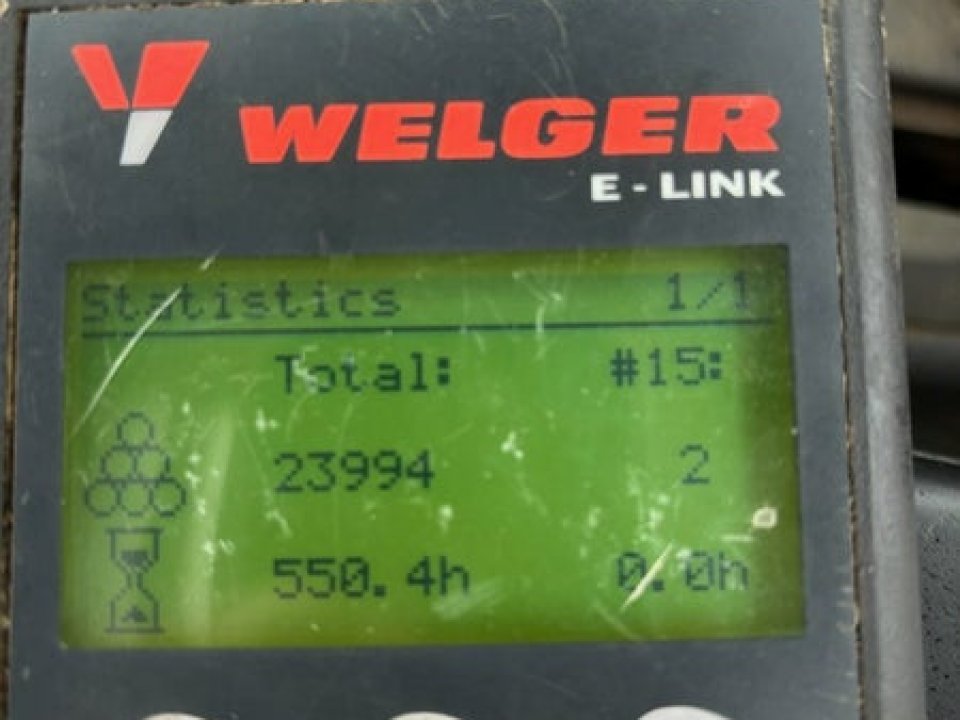 WELGER
E - LINK
Statistics 1/1
Total: #15:
23994 2
550.4h 0.0h